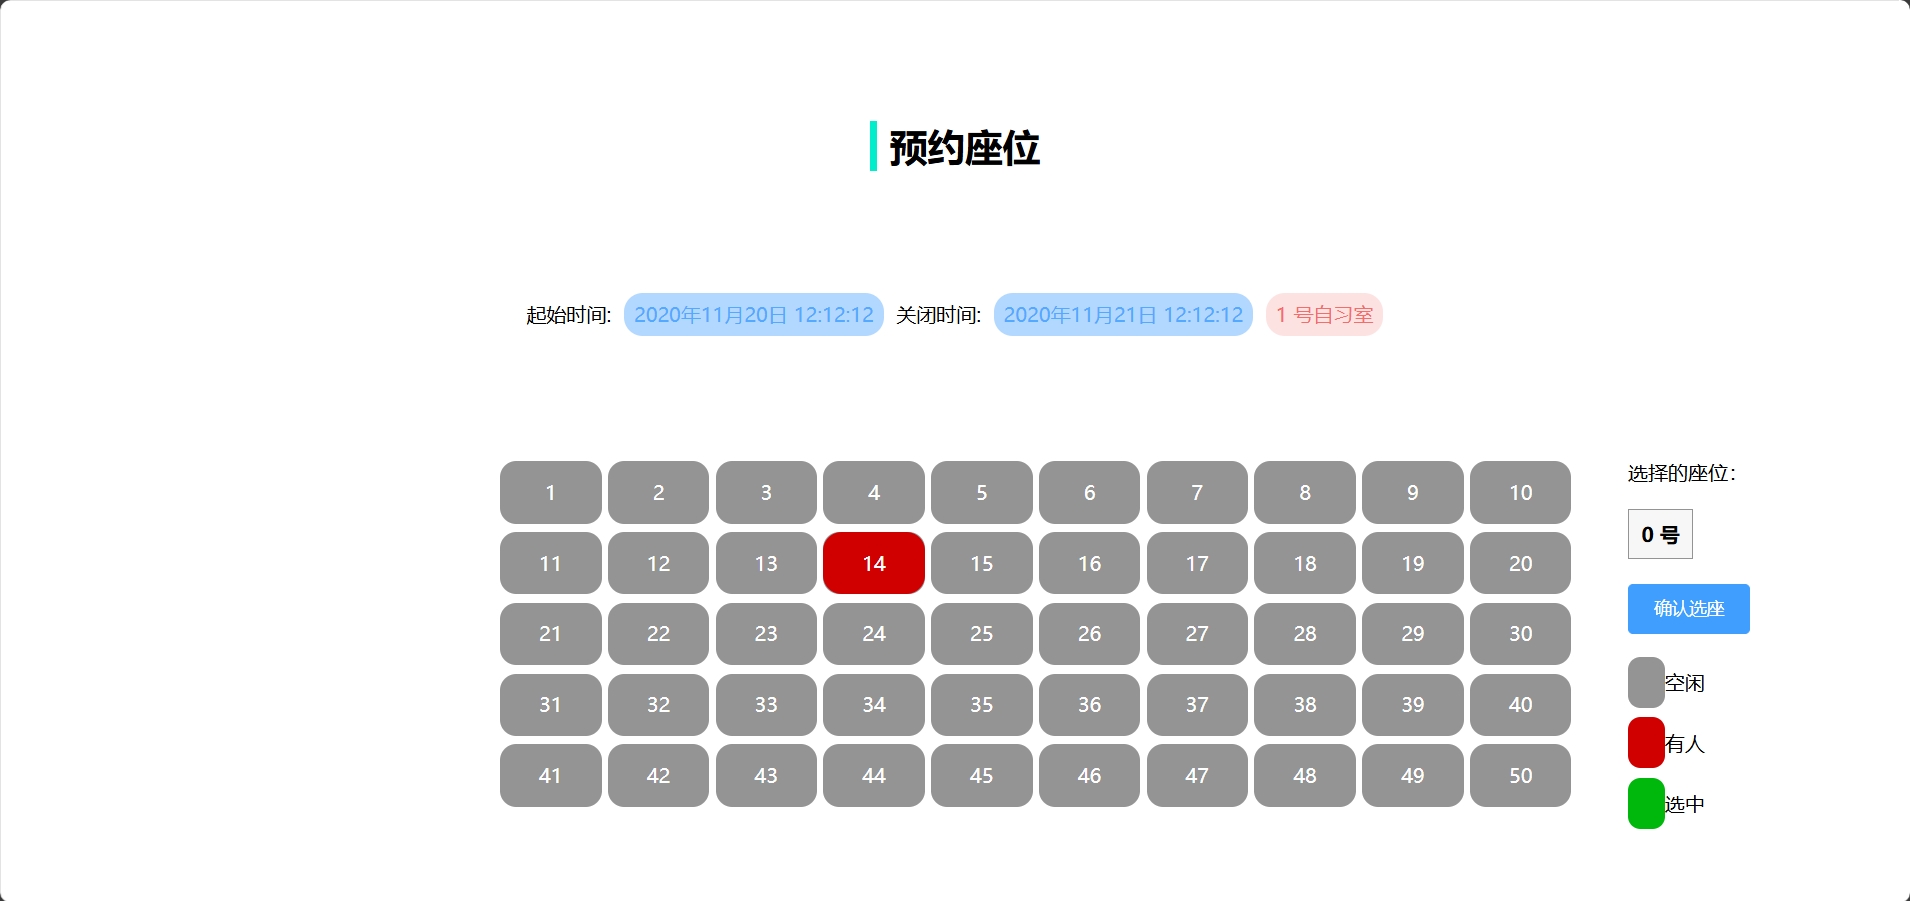 预约座位
起始时间: 2020年11月20日 12:12:12 关闭时间: 2020年11月21日 12:12:12 1 号自习室
1 2 3 4 5 6 7 8 9 10
11 12 13 14 15 16 17 18 19 20
21 22 23 24 25 26 27 28 29 30
31 32 33 34 35 36 37 38 39 40
41 42 43 44 45 46 47 48 49 50
选择的座位：
0 号
确认选座
空闲
有人
选中